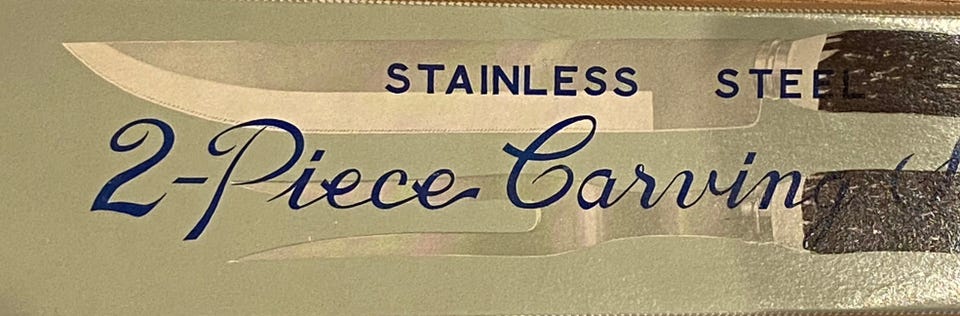 STAINLESS STEEL
2-Piece Carving